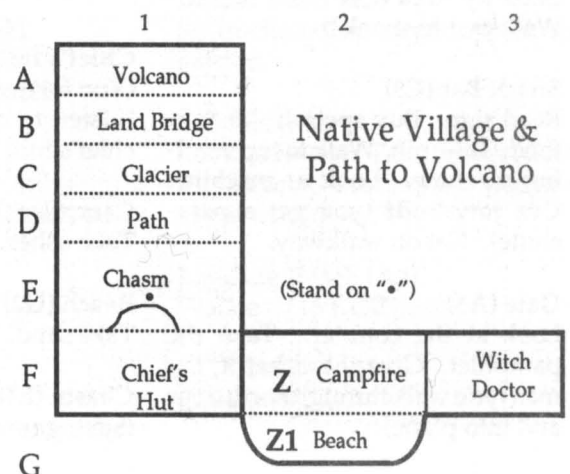 1 2 3
A Volcano
B Land Bridge Native Village &
C Glacier Path to Volcano
D Path
E Chasm (Stand on "•")
F Chief's Hut Z Campfire Witch Doctor
Z1 Beach
G